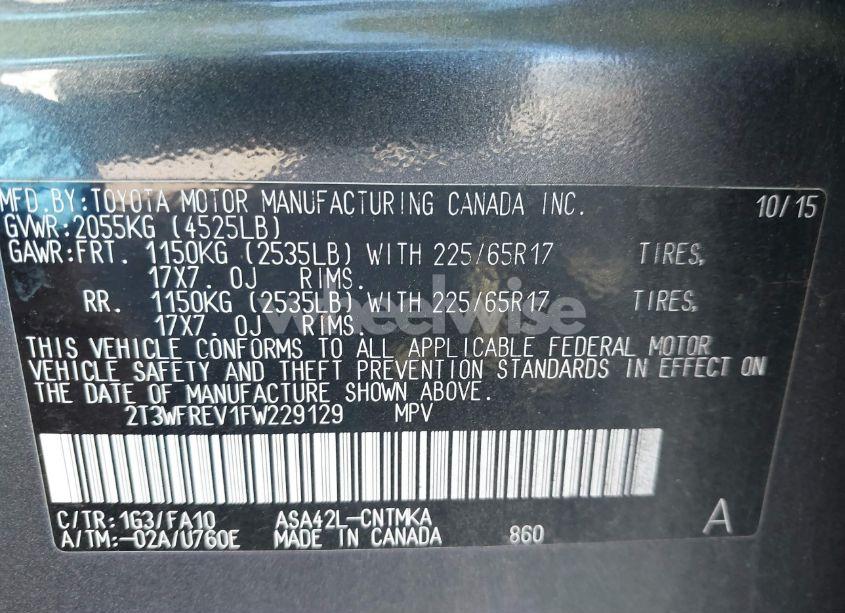 MFD.BY:TOYOTA MOTOR MANUFACTURING CANADA INC. 10/15
GVWR:2055KG (4525LB)
GAWR:FRT. 1150KG (2535LB) WITH 225/65R17 TIRES,
17X7.0J RIMS.
RR. 1150KG (2535LB) WITH 225/65R17 TIRES,
17X7.0J RIMS.
wheelwise
THIS VEHICLE CONFORMS TO ALL APPLICABLE FEDERAL MOTOR
VEHICLE SAFETY AND THEFT PREVENTION STANDARDS IN EFFECT ON
THE DATE OF MANUFACTURE SHOWN ABOVE.
2T3WFREV1FW229129 MPV
C/TR:1G3/FA10 ASA42L-CNTMKA A
A/TM:-02A/U760E MADE IN CANADA 860